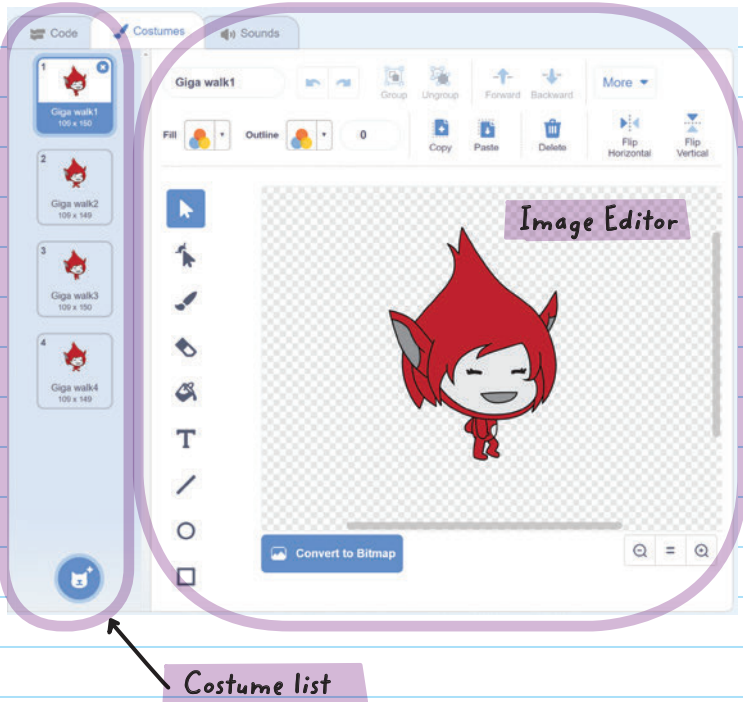 Code Costumes Sounds
1
Giga walk1
106 x 150
2
Giga walk2
109 x 149
3
Giga walk3
109 x 150
4
Giga walk4
109 x 149
Giga walk1
Group Ungroup Forward Backward More
Fill Outline 0 Copy Paste Delete Flip Horizontal Flip Vertical
T
Image Editor
Convert to Bitmap
=
Costume list